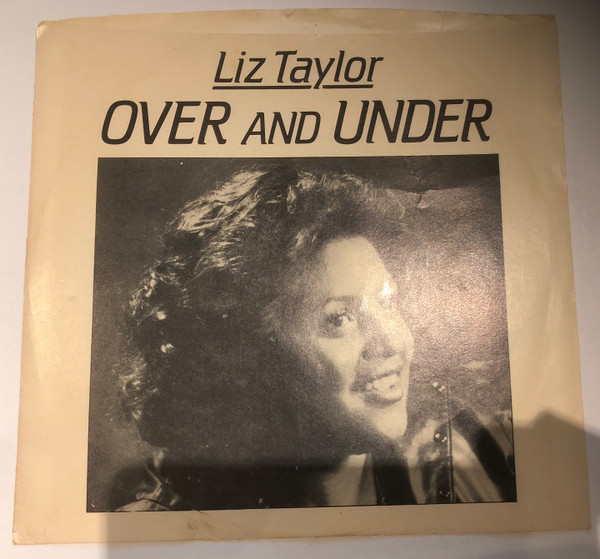 Liz Taylor
OVER AND UNDER